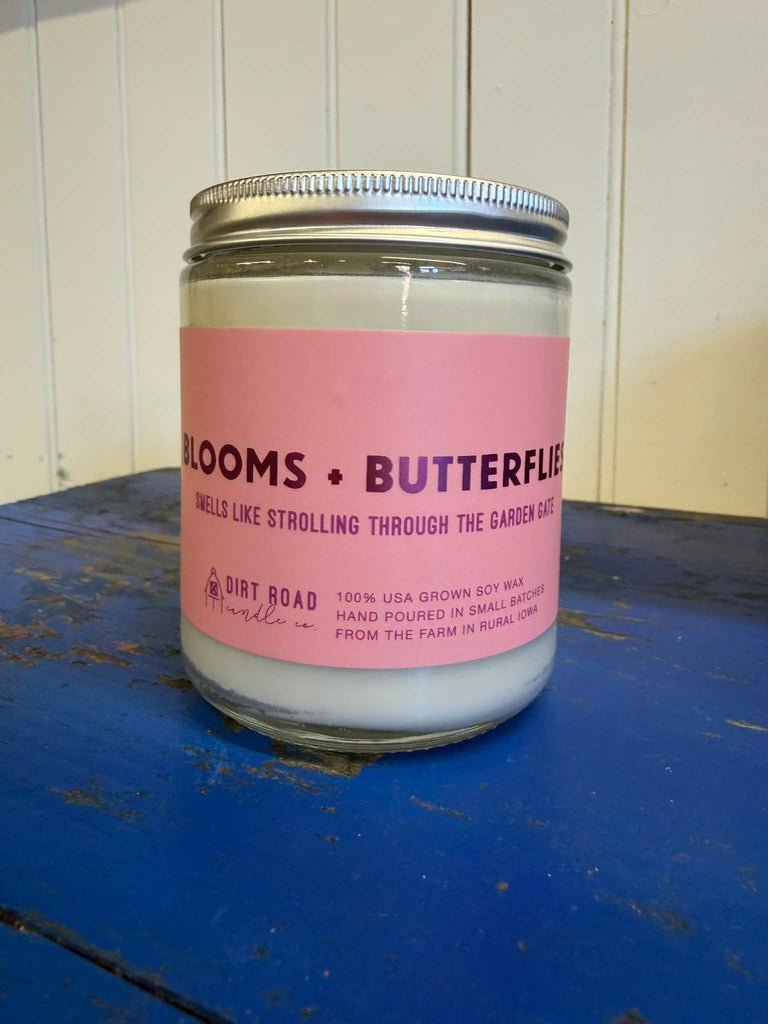 BLOOMS + BUTTERFLIES
SMELLS LIKE STROLLING THROUGH THE GARDEN GATE
DIRT ROAD
candle co.
100% USA GROWN SOY WAX
HAND POURED IN SMALL BATCHES
FROM THE FARM IN RURAL IOWA